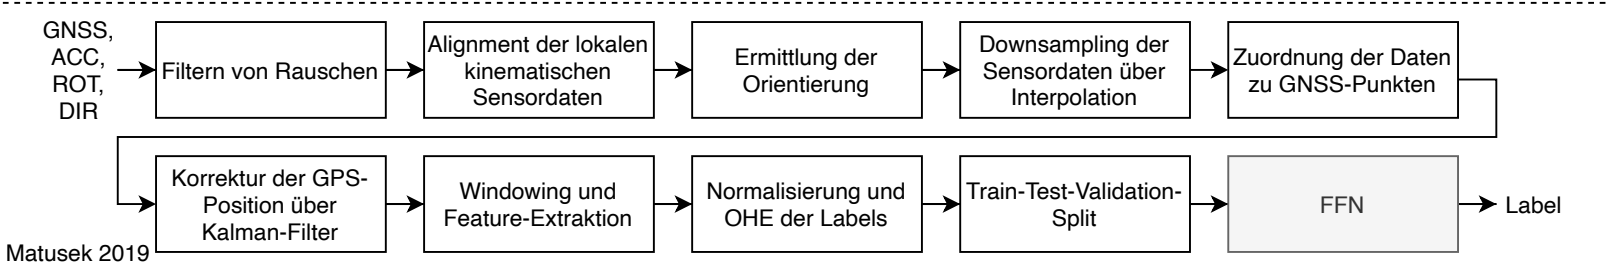 GNSS,
ACC,
ROT,
DIR
Filtern von Rauschen
Alignment der lokalen
kinematischen
Sensordaten
Ermittlung der
Orientierung
Downsampling der
Sensordaten über
Interpolation
Zuordnung der Daten
zu GNSS-Punkten
Korrektur der GPS-
Position über
Kalman-Filter
Windowing und
Feature-Extraktion
Normalisierung und
OHE der Labels
Train-Test-Validation-
Split
FFN
Label
Matusek 2019